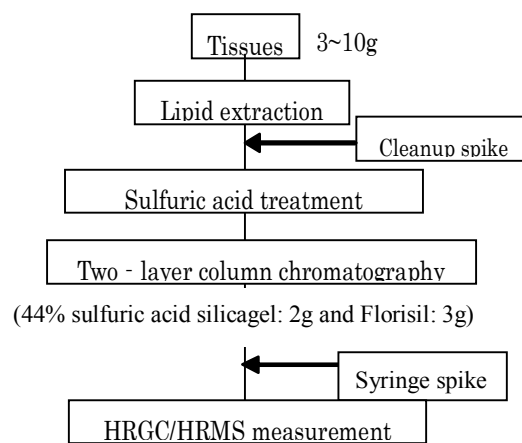 Tissues 3~10g
Lipid extraction
Cleanup spike
Sulfuric acid treatment
Two‐layer column chromatography
(44% sulfuric acid silicagel: 2g and Florisil: 3g)
Syringe spike
HRGC/HRMS measurement